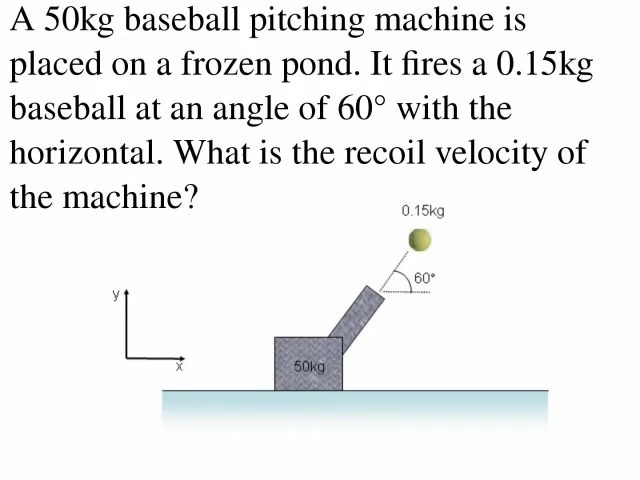 A 50kg baseball pitching machine is
placed on a frozen pond. It fires a 0.15kg
baseball at an angle of 60° with the
horizontal. What is the recoil velocity of
the machine?
0.15kg
60°
y
x
50kg